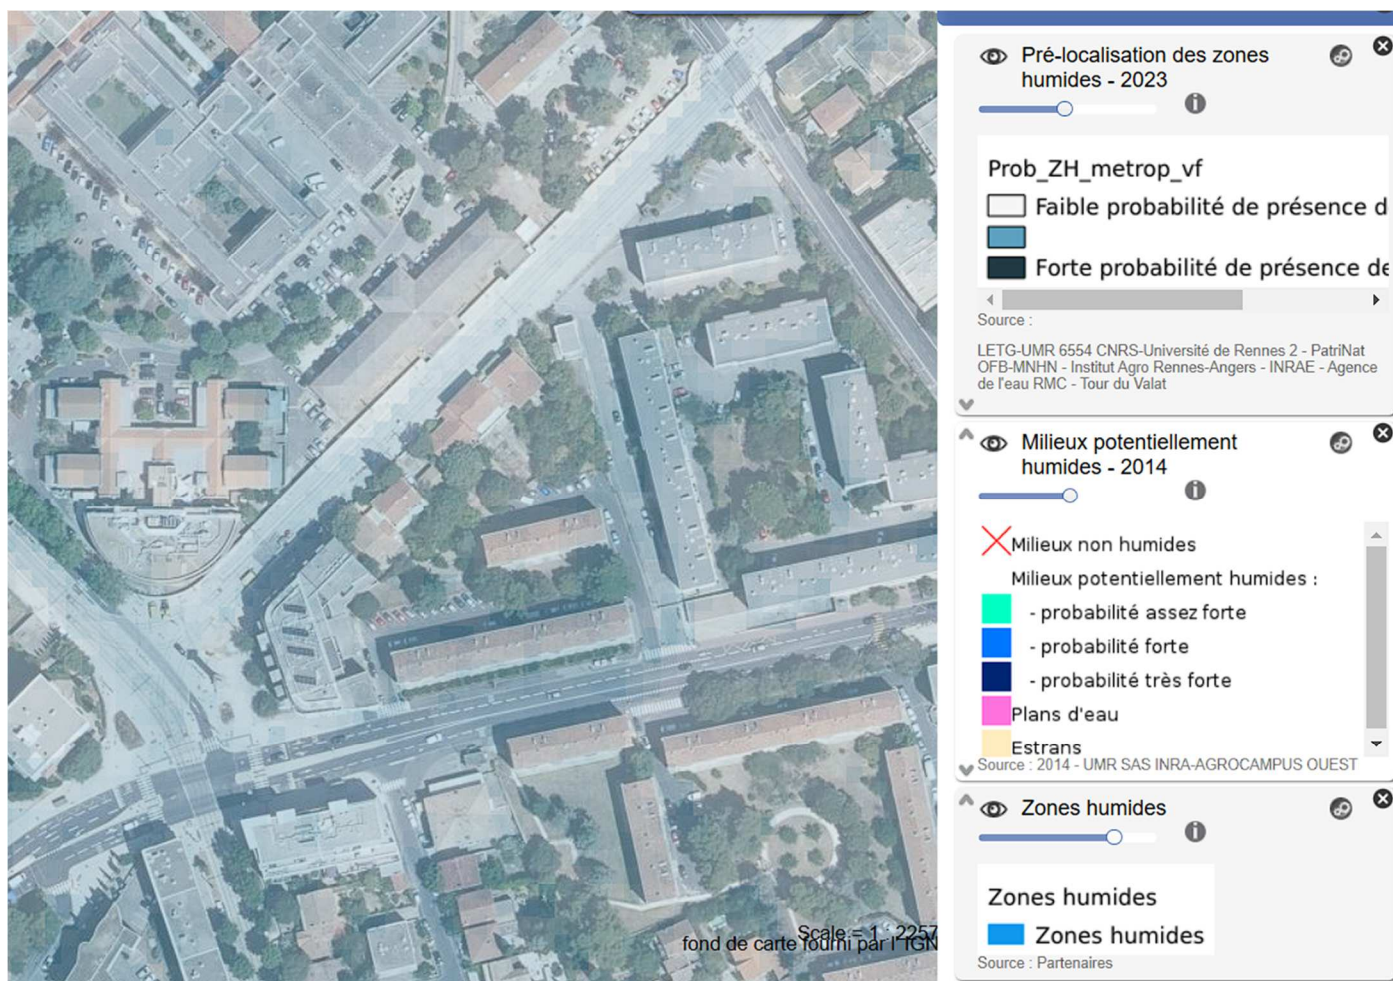 Pré-localisation des zones
humides - 2023
Prob_ZH_metrop_vf
Faible probabilité de présence d
Forte probabilité de présence de
Source :
LETG-UMR 6554 CNRS-Université de Rennes 2 - PatriNat
OFB-MNHN - Institut Agro Rennes-Angers - INRAE - Agence
de l'eau RMC - Tour du Valat
Milieux potentiellement
humides - 2014
Milieux non humides
Milieux potentiellement humides :
- probabilité assez forte
- probabilité forte
- probabilité très forte
Plans d'eau
Estrans
Source : 2014 - UMR SAS INRA-AGROCAMPUS OUEST
Zones humides
Zones humides
Zones humides
Source : Partenaires
Scale = 1 : 2257
fond de carte fourni par l'IGN